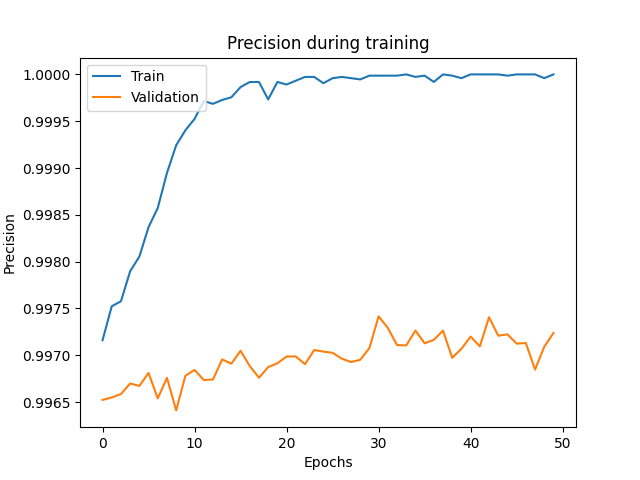 Precision during training
Train
Validation
1.0000
0.9995
0.9990
0.9985
0.9980
0.9975
0.9970
0.9965
Precision
0 10 20 30 40 50
Epochs